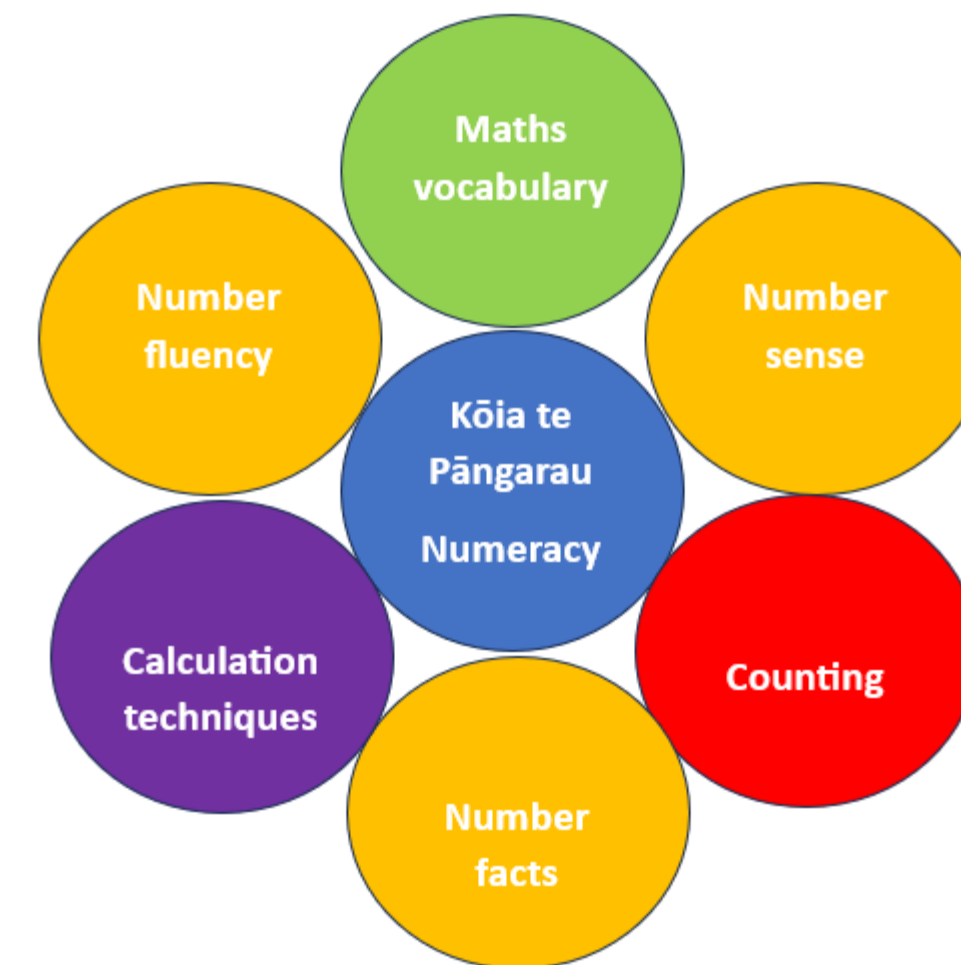 Maths
vocabulary
Number
fluency
Number
sense
Kōia te
Pāngarau
Numeracy
Calculation
techniques
Counting
Number
facts